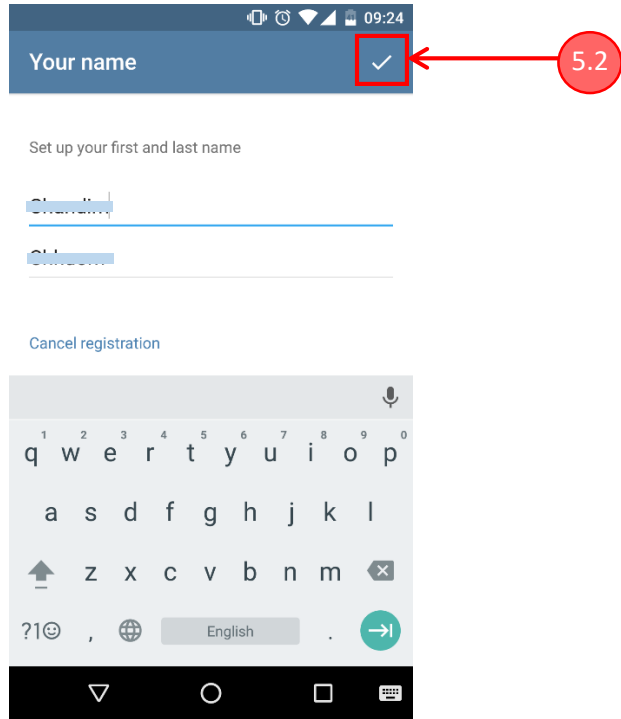 09:24
Your name
5.2
Set up your first and last name
Cancel registration
1 2 3 4 5 6 7 8 9 0
q w e r t y u i o p
a s d f g h j k l
z x c v b n m
?1☺ , English .